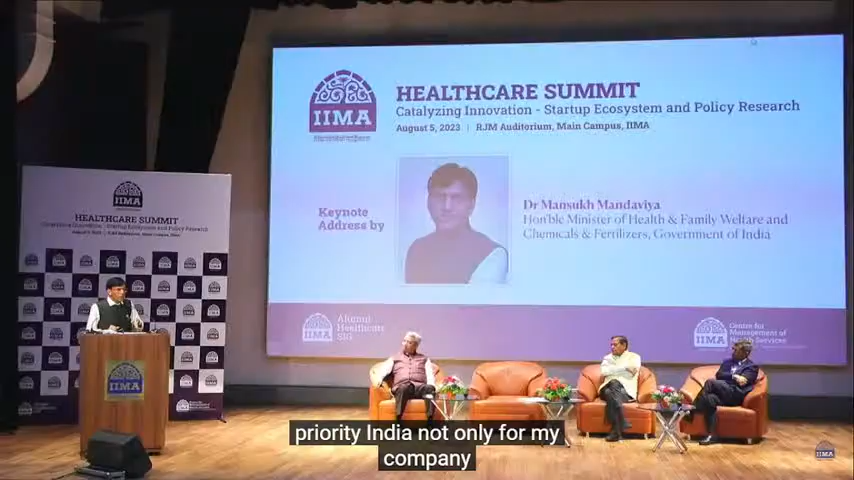 HEALTHCARE SUMMIT
Catalyzing Innovation - Startup Ecosystem and Policy Research
August 5, 2023 | RJM Auditorium, Main Campus, IIMA
IIMA
Keynote
Address by
Dr Mansukh Mandaviya
Hon'ble Minister of Health & Family Welfare and
Chemicals & Fertilizers, Government of India
IIMA
Alumni
Healthcare
SIG
IIMA
Centre for
Management of
Health Services
IIMA
HEALTHCARE SUMMIT
IIMA
priority India not only for my
company
IIMA